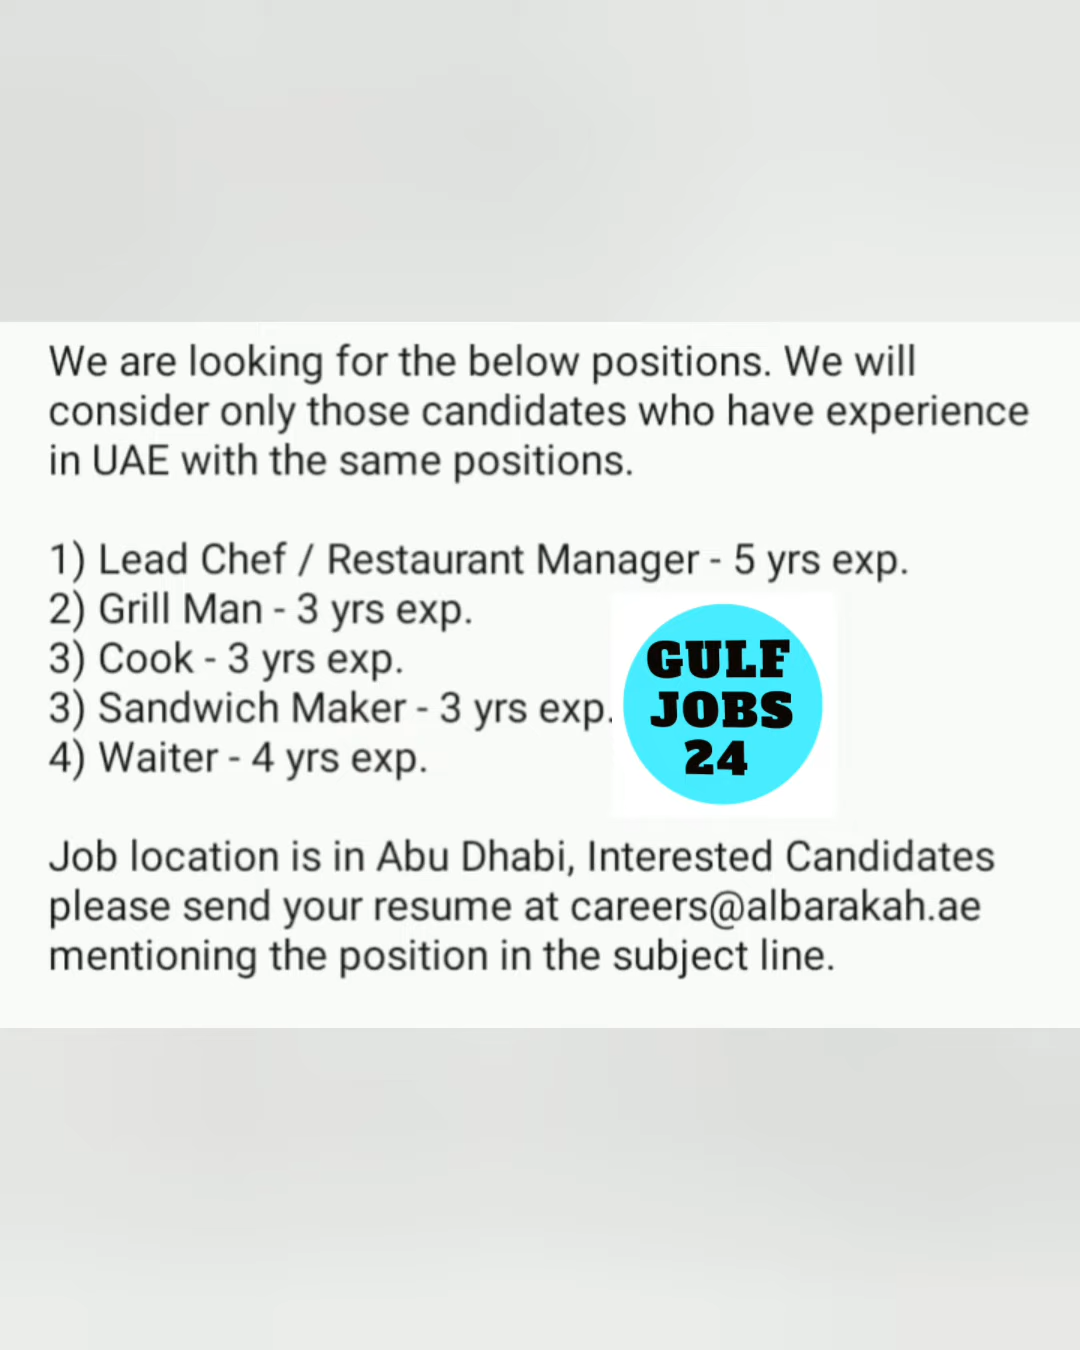 We are looking for the below positions. We will
consider only those candidates who have experience
in UAE with the same positions.
1) Lead Chef / Restaurant Manager - 5 yrs exp.
2) Grill Man - 3 yrs exp.
3) Cook - 3 yrs exp.
3) Sandwich Maker - 3 yrs exp.
4) Waiter - 4 yrs exp.
GULF
JOBS
24
Job location is in Abu Dhabi, Interested Candidates
please send your resume at careers@albarakah.ae
mentioning the position in the subject line.